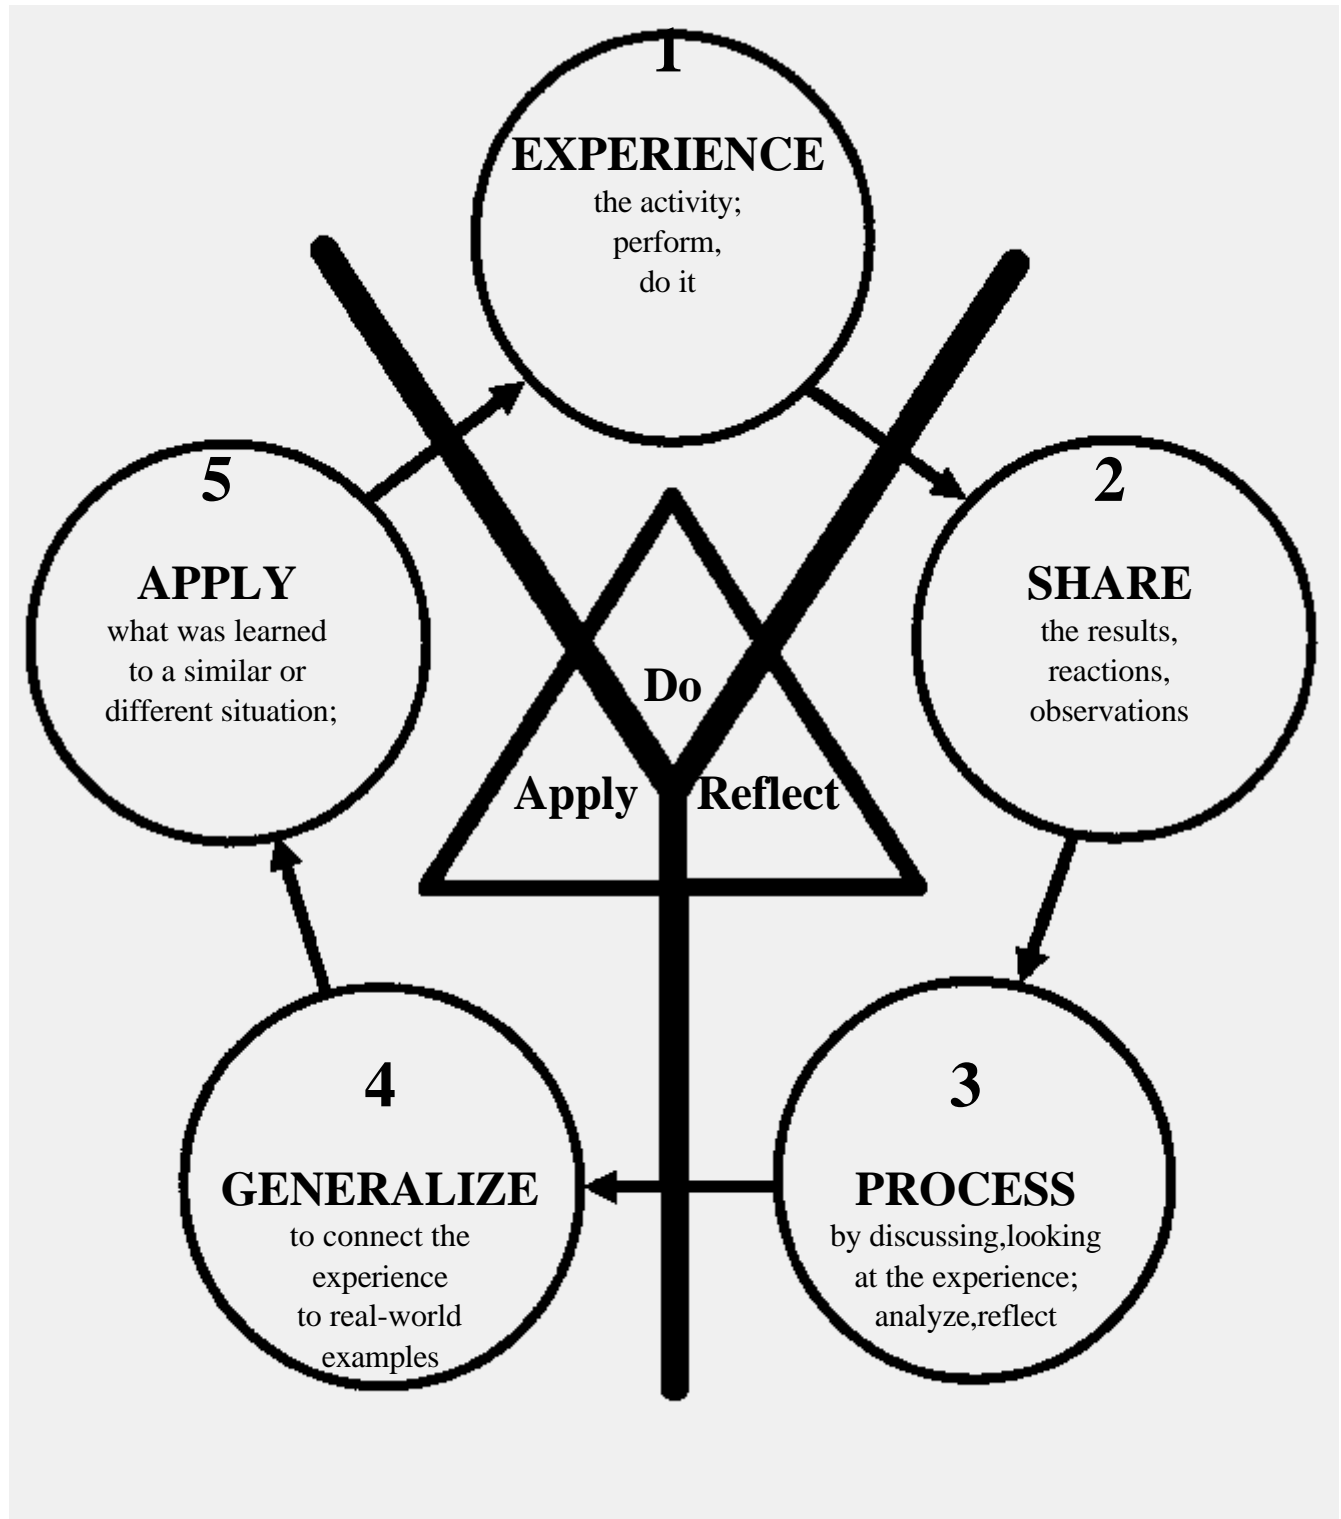 1
EXPERIENCE
the activity;
perform,
do it
2
SHARE
the results,
reactions,
observations
3
PROCESS
by discussing,looking
at the experience;
analyze,reflect
4
GENERALIZE
to connect the
experience
to real-world
examples
5
APPLY
what was learned
to a similar or
different situation;
Do
Apply
Reflect